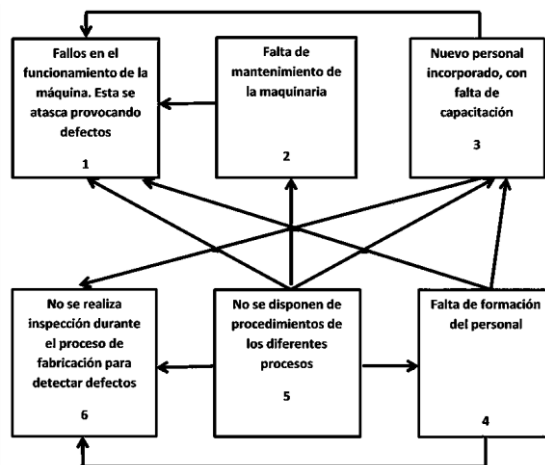 Fallos en el
funcionamiento de la
máquina. Esta se
atasca provocando
defectos
1
Falta de
mantenimiento de
la maquinaria
2
Nuevo personal
incorporado, con
falta de
capacitación
3
No se realiza
inspección durante
el proceso de
fabricación para
detectar defectos
6
No se disponen de
procedimientos de
los diferentes
procesos
5
Falta de formación
del personal
4